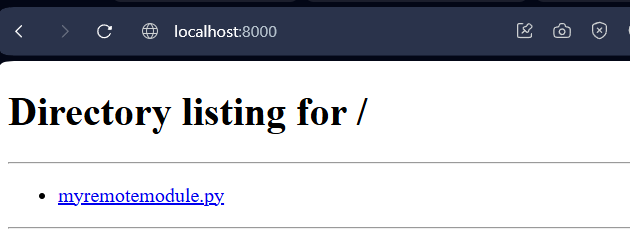 localhost:8000
Directory listing for /
myremotemodule.py